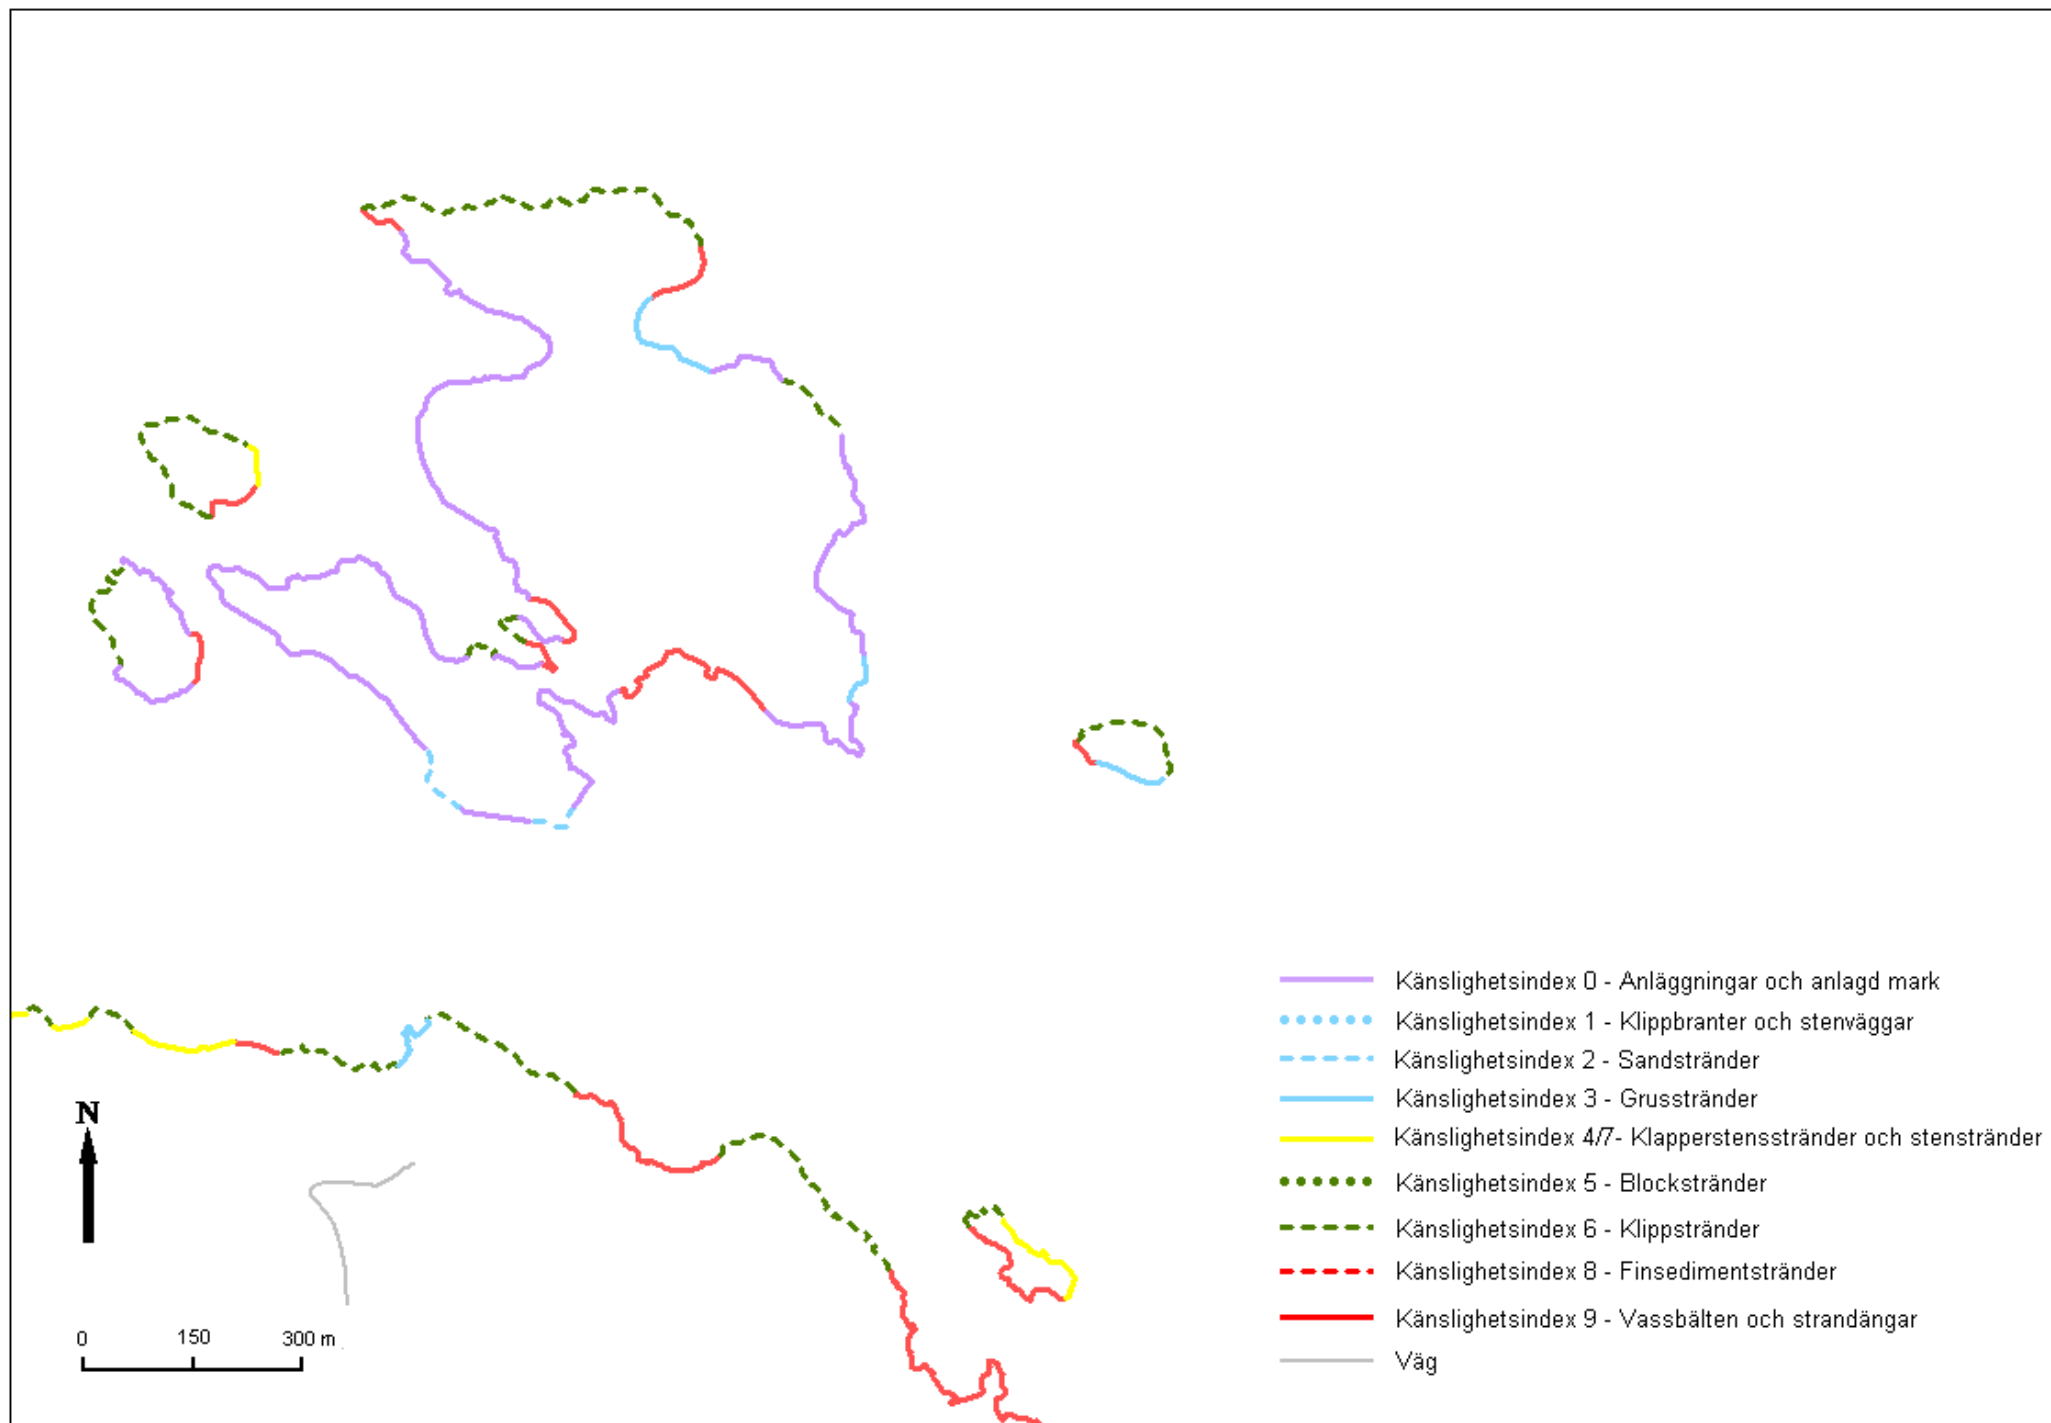 Känslighetsindex 0 - Anläggningar och anlagd mark
Känslighetsindex 1 - Klippbranter och stenväggar
Känslighetsindex 2 - Sandstränder
Känslighetsindex 3 - Grusstränder
Känslighetsindex 4/7- Klapperstensstränder och stenstränder
Känslighetsindex 5 - Blockstränder
Känslighetsindex 6 - Klippstränder
Känslighetsindex 8 - Finsedimentstränder
Känslighetsindex 9 - Vassbälten och strandängar
Väg
N
0 150 300 m